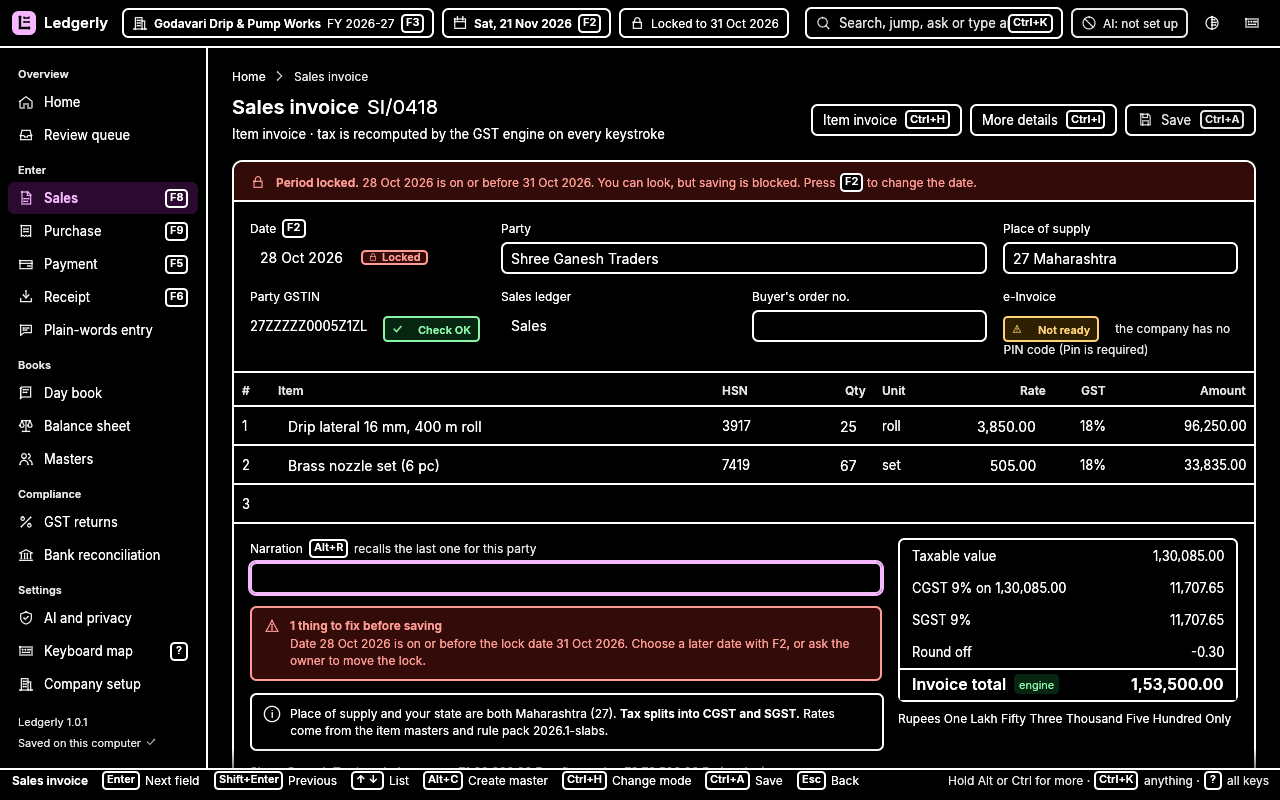 Ledgerly
Godavari Drip & Pump Works FY 2026-27 F3
Sat, 21 Nov 2026 F2
Locked to 31 Oct 2026
Search, jump, ask or type a Ctrl+K
AI: not set up
Overview
Home
Review queue
Enter
Sales F8
Purchase F9
Payment F5
Receipt F6
Plain-words entry
Books
Day book
Balance sheet
Masters
Compliance
GST returns
Bank reconciliation
Settings
AI and privacy
Keyboard map ?
Company setup
Ledgerly 1.0.1
Saved on this computer
Home > Sales invoice
Sales invoice SI/0418
Item invoice · tax is recomputed by the GST engine on every keystroke
Item invoice Ctrl+H
More details Ctrl+I
Save Ctrl+A
Period locked. 28 Oct 2026 is on or before 31 Oct 2026. You can look, but saving is blocked. Press F2 to change the date.
Date F2
28 Oct 2026 Locked
Party
Shree Ganesh Traders
Place of supply
27 Maharashtra
Party GSTIN
27ZZZZZ0005Z1ZL Check OK
Sales ledger
Sales
Buyer's order no.
e-Invoice
Not ready the company has no
PIN code (Pin is required)
# Item HSN Qty Unit Rate GST Amount
1 Drip lateral 16 mm, 400 m roll 3917 25 roll 3,850.00 18% 96,250.00
2 Brass nozzle set (6 pc) 7419 67 set 505.00 18% 33,835.00
3
Narration Alt+R recalls the last one for this party
1 thing to fix before saving
Date 28 Oct 2026 is on or before the lock date 31 Oct 2026. Choose a later date with F2, or ask the
owner to move the lock.
Place of supply and your state are both Maharashtra (27). Tax splits into CGST and SGST. Rates
come from the item masters and rule pack 2026.1-slabs.
Taxable value 1,30,085.00
CGST 9% on 1,30,085.00 11,707.65
SGST 9% 11,707.65
Round off -0.30
Invoice total engine 1,53,500.00
Rupees One Lakh Fifty Three Thousand Five Hundred Only
Sales invoice Enter Next field Shift+Enter Previous ↑ ↓ List Alt+C Create master Ctrl+H Change mode Ctrl+A Save Esc Back
Hold Alt or Ctrl for more · Ctrl+K anything · ? all keys